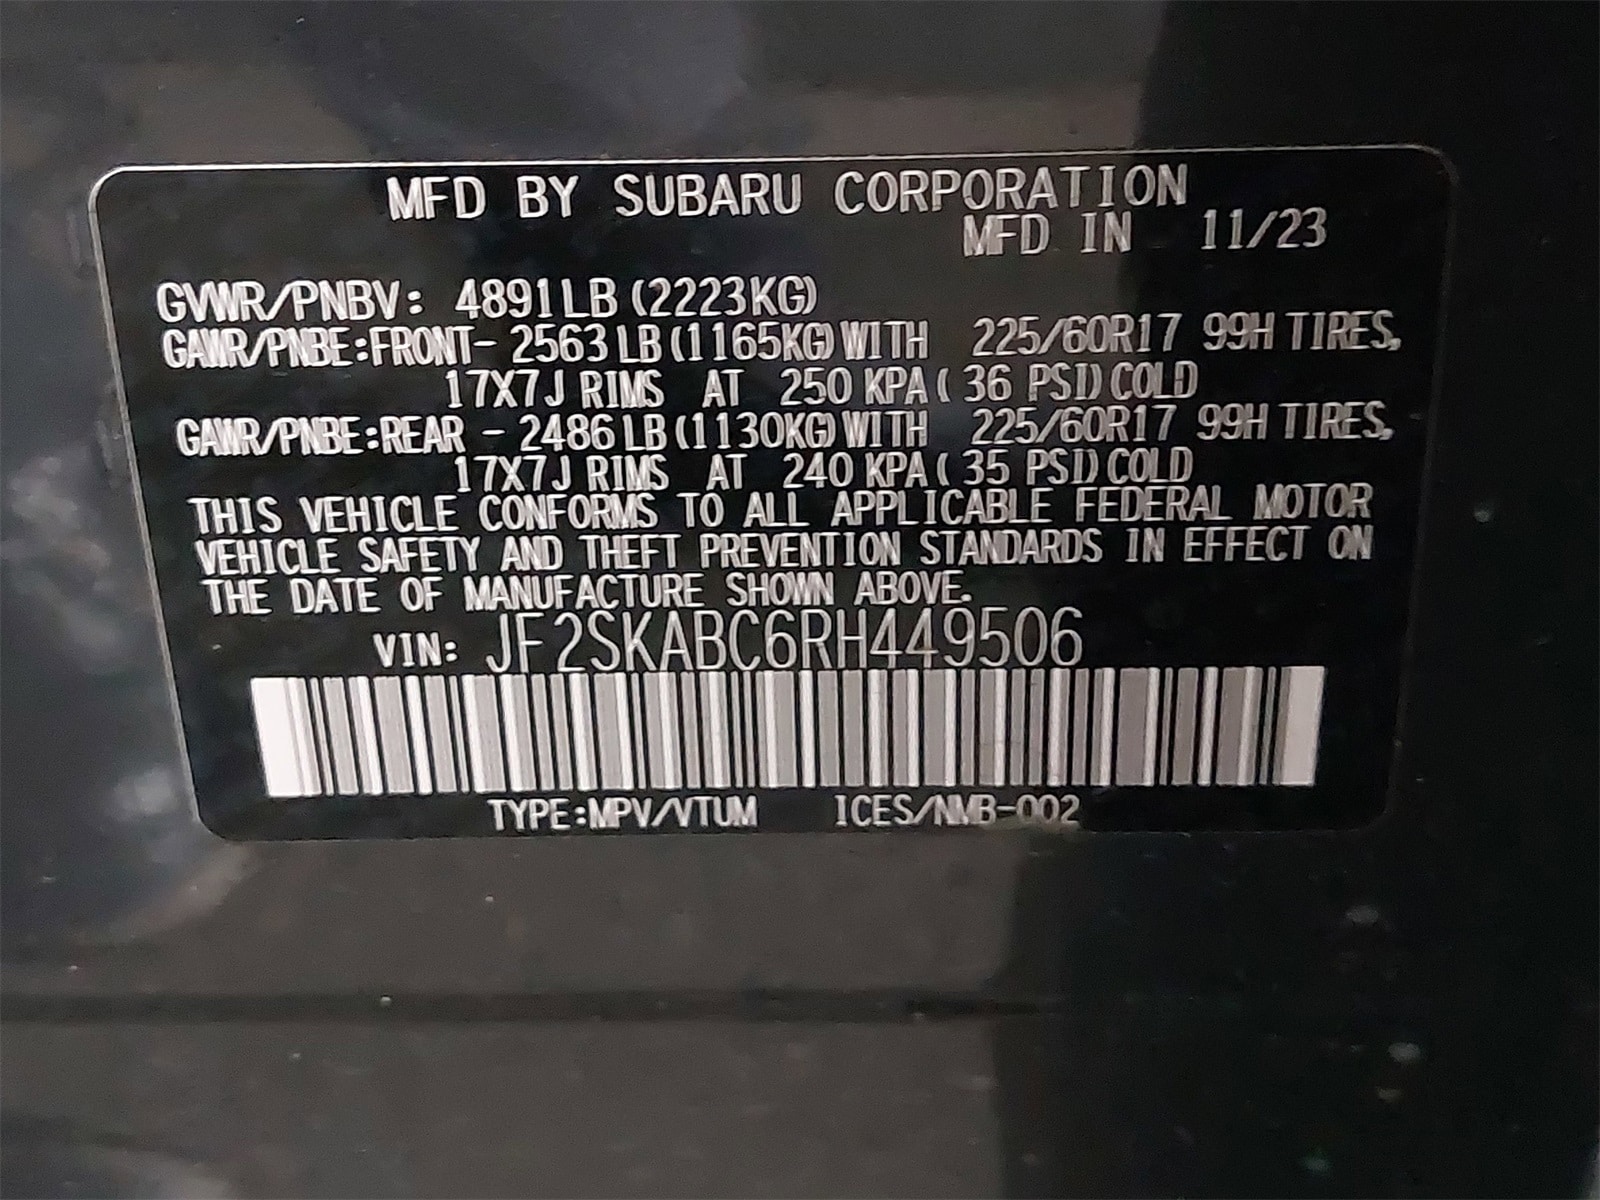 MFD BY SUBARU CORPORATION
MFD IN 11/23
GVWR/PNBV: 4891LB (2223KG)
GAWR/PNBE:FRONT- 2563LB (1165KG) WITH 225/60R17 99H TIRES,
17X7J RIMS AT 250 KPA ( 36 PSI) COLD
GAWR/PNBE:REAR - 2486LB (1130KG) WITH 225/60R17 99H TIRES,
17X7J RIMS AT 240 KPA ( 35 PSI) COLD
THIS VEHICLE CONFORMS TO ALL APPLICABLE FEDERAL MOTOR
VEHICLE SAFETY AND THEFT PREVENTION STANDARDS IN EFFECT ON
THE DATE OF MANUFACTURE SHOWN ABOVE.
VIN: JF2SKABC6RH449506
TYPE:MPV/VTUM ICES/NMB-002